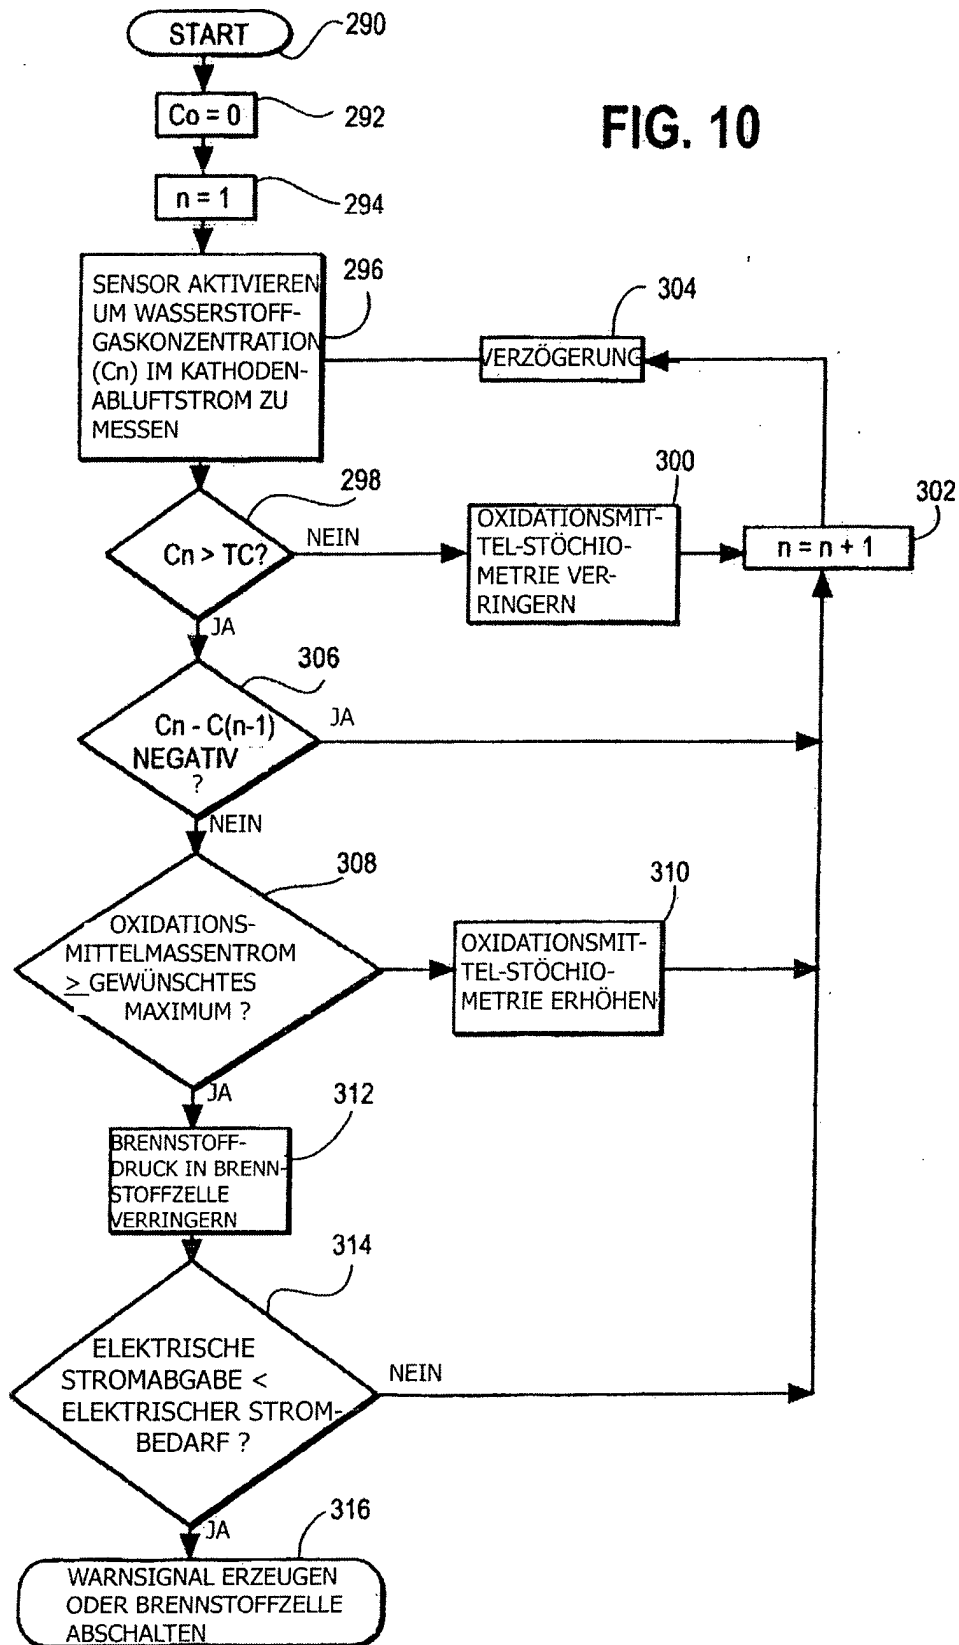 START
290
Co = 0
292
FIG. 10
n = 1
294
SENSOR AKTIVIEREN
UM WASSERSTOFF-
GASKONZENTRATION
(Cn) IM KATHODEN-
ABLUFTSTROM ZU
MESSEN
296
304
VERZÖGERUNG
298
Cn > TC?
NEIN
300
OXIDATIONSMIT-
TEL-STÖCHIO-
METRIE VER-
RINGERN
302
n = n + 1
JA
306
Cn - C(n-1)
NEGATIV
?
JA
NEIN
308
OXIDATIONS-
MITTELMASSENTROM
> GEWÜNSCHTES
MAXIMUM ?
310
OXIDATIONSMIT-
TEL-STÖCHIO-
METRIE ERHÖHEN
JA
312
BRENNSTOFF-
DRUCK IN BRENN-
STOFFZELLE
VERRINGERN
314
ELEKTRISCHE
STROMABGABE <
ELEKTRISCHER STROM-
BEDARF ?
NEIN
JA
316
WARNSIGNAL ERZEUGEN
ODER BRENNSTOFFZELLE
ABSCHALTEN